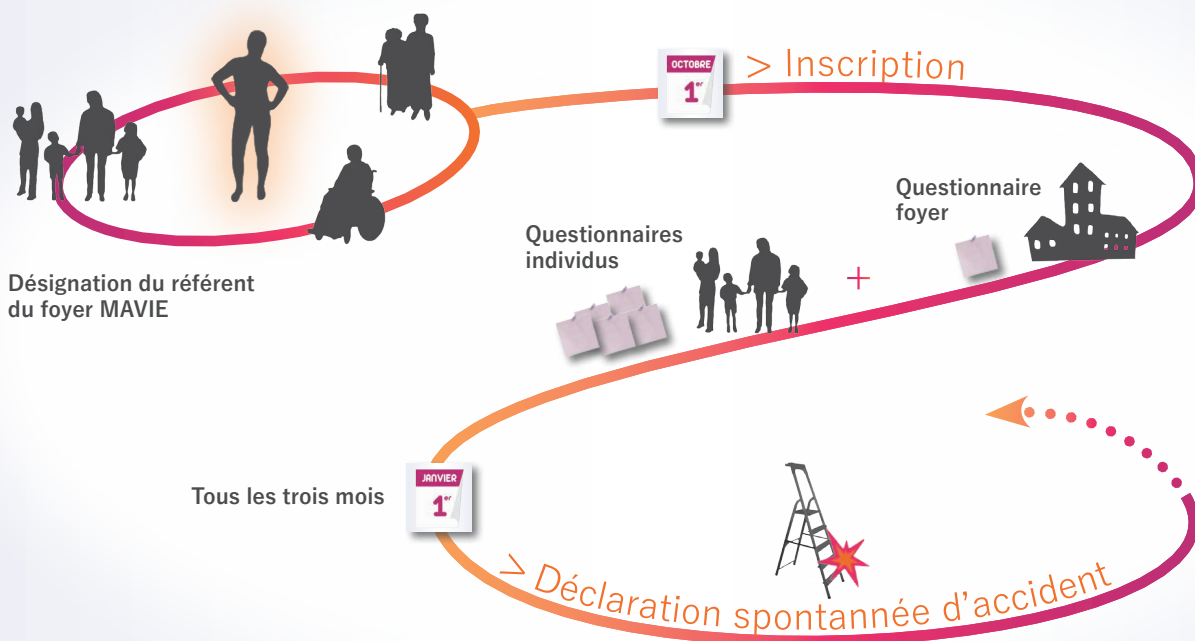 OCTOBRE
1er
> Inscription
Questionnaire
foyer
Questionnaires
individus
+
Désignation du référent
du foyer MAVIE
Tous les trois mois
JANVIER
1er
> Déclaration spontannée d'accident